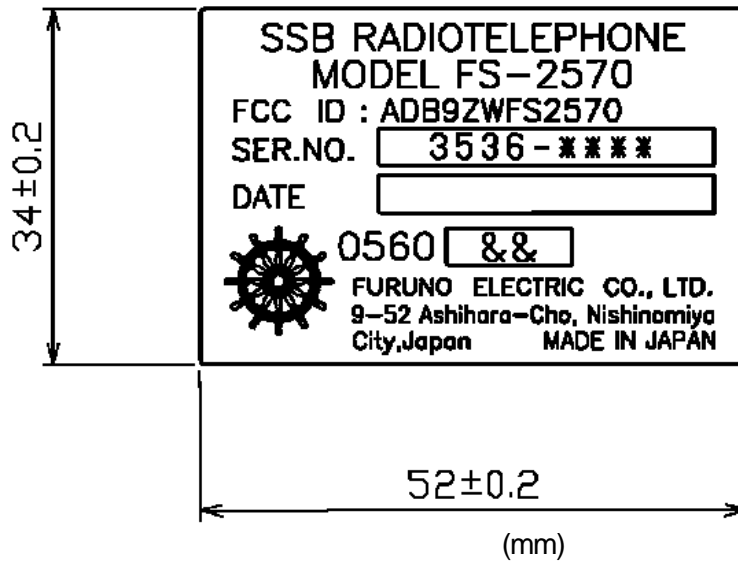 SSB RADIOTELEPHONE
MODEL FS-2570
FCC ID : ADB9ZWFS2570
SER.NO. 3536-****
DATE
0560 &&
FURUNO ELECTRIC CO., LTD.
9-52 Ashihara-Cho, Nishinomiya
City,Japan MADE IN JAPAN
34±0.2
52±0.2
(mm)